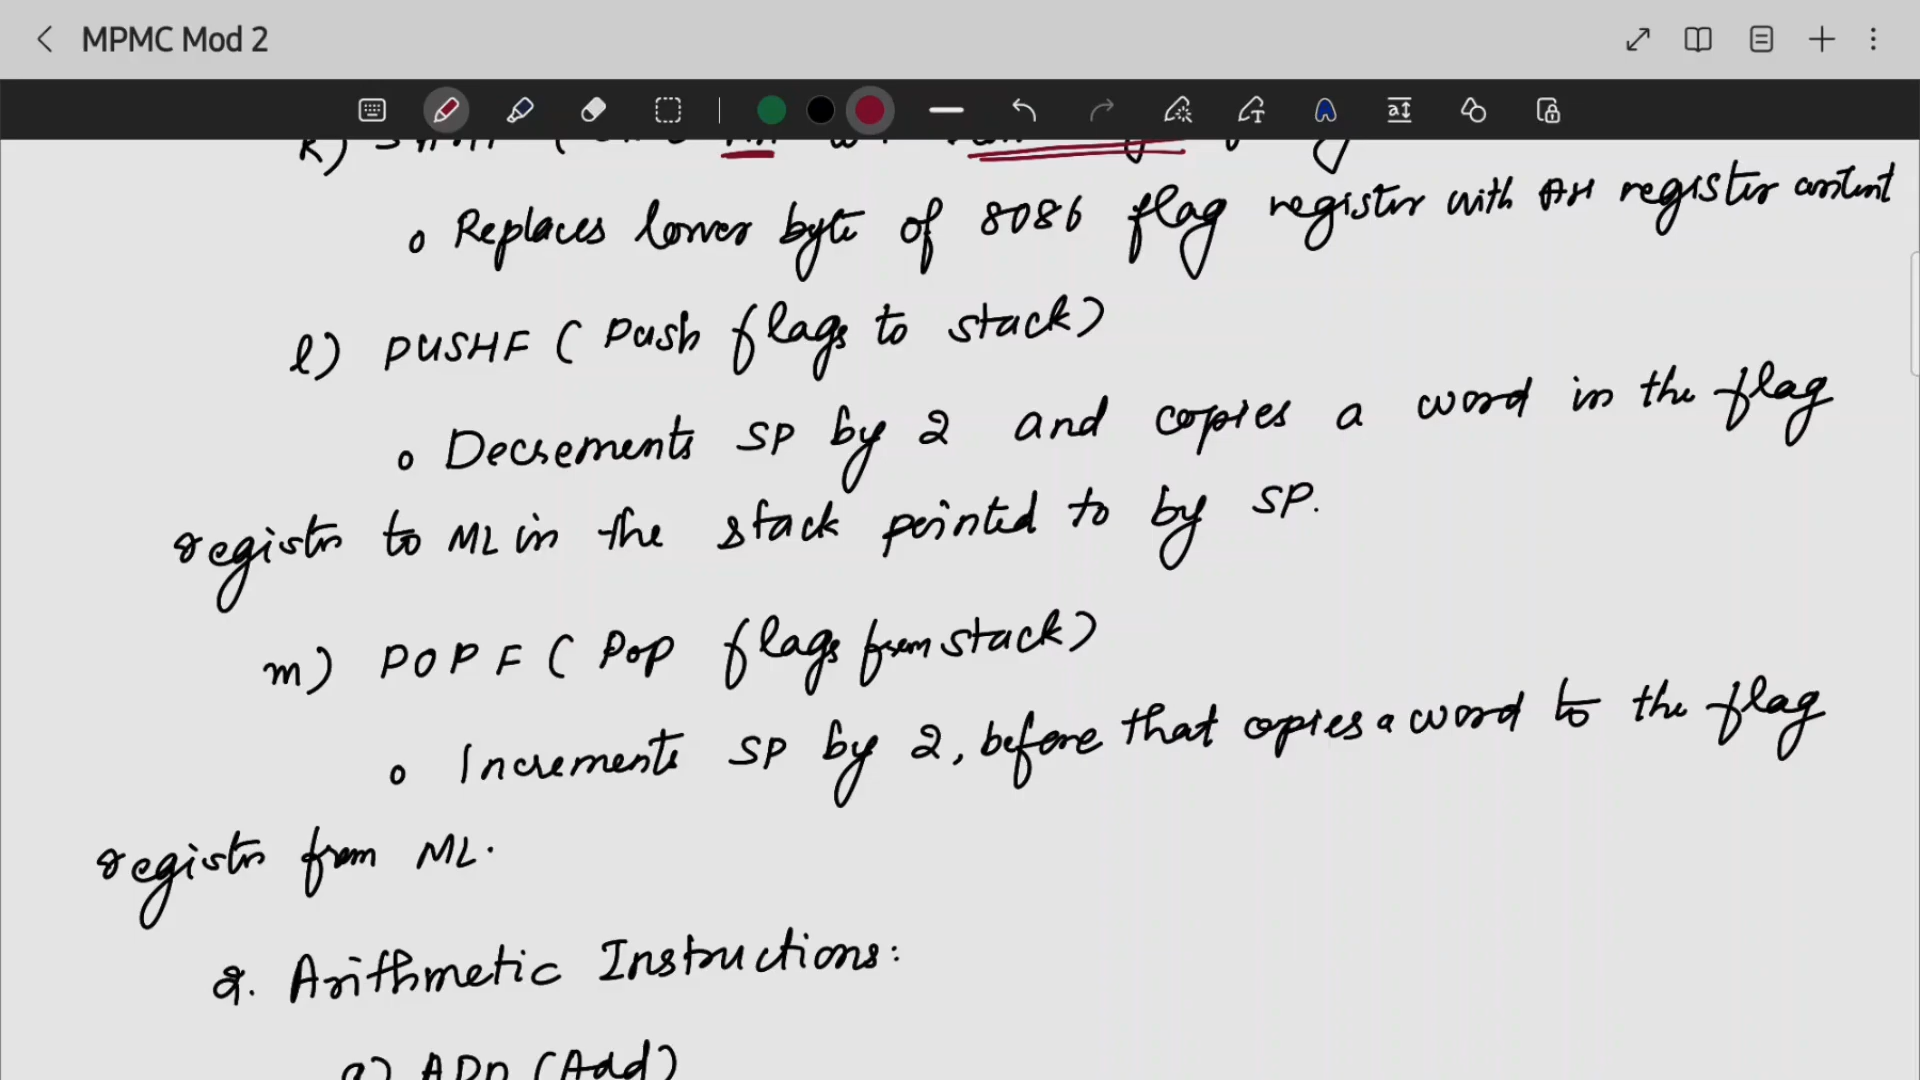 MPMC Mod 2
k) SAHF (
o Replaces lower byte of 8086 flag register with AH register content
l) PUSHF ( Push flags to stack)
o Decrements SP by 2 and copies a word in the flag
register to ML in the stack pointed to by SP.
m) POPF ( Pop flags from stack)
o Increments SP by 2, before that copies a word to the flag
register from ML.
2. Arithmetic Instructions:
a) ADD (Add)